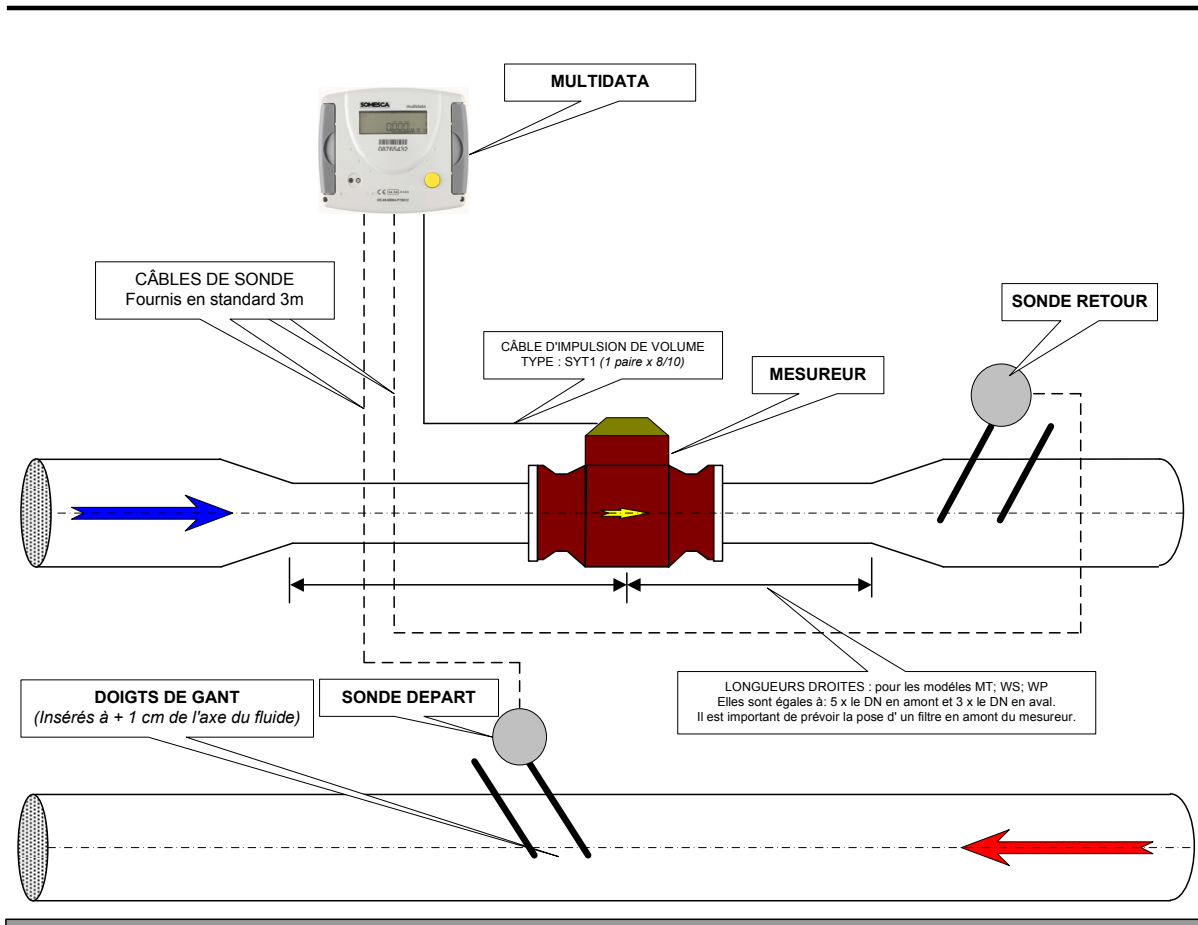 MULTIDATA
SOMESCA multidata
08765432
CÂBLES DE SONDE
Fournis en standard 3m
SONDE RETOUR
CÂBLE D'IMPULSION DE VOLUME
TYPE : SYT1 (1 paire x 8/10)
MESUREUR
DOIGTS DE GANT
(Insérés à + 1 cm de l'axe du fluide)
SONDE DEPART
LONGUEURS DROITES : pour les modéles MT; WS; WP
Elles sont égales à: 5 x le DN en amont et 3 x le DN en aval.
Il est important de prévoir la pose d' un filtre en amont du mesureur.